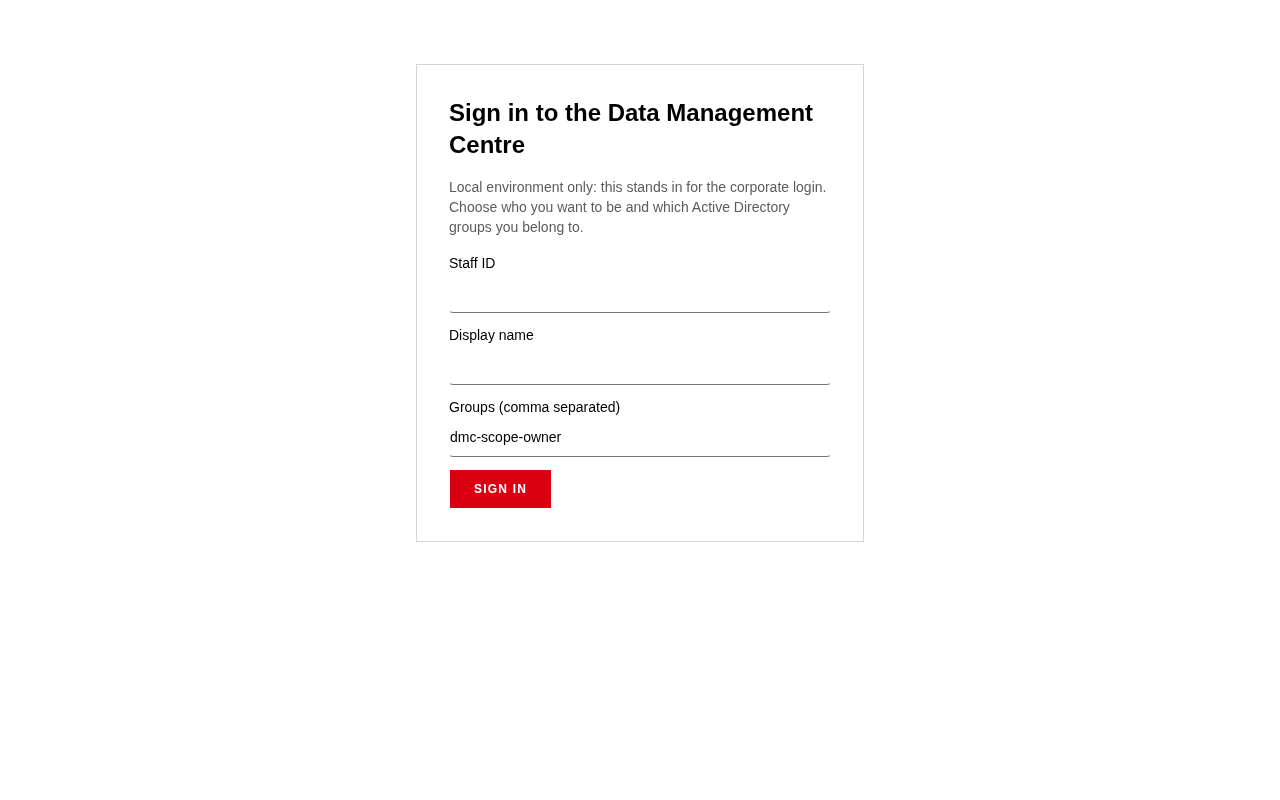 Sign in to the Data Management
Centre
Local environment only: this stands in for the corporate login.
Choose who you want to be and which Active Directory
groups you belong to.
Staff ID
Display name
Groups (comma separated)
dmc-scope-owner
SIGN IN